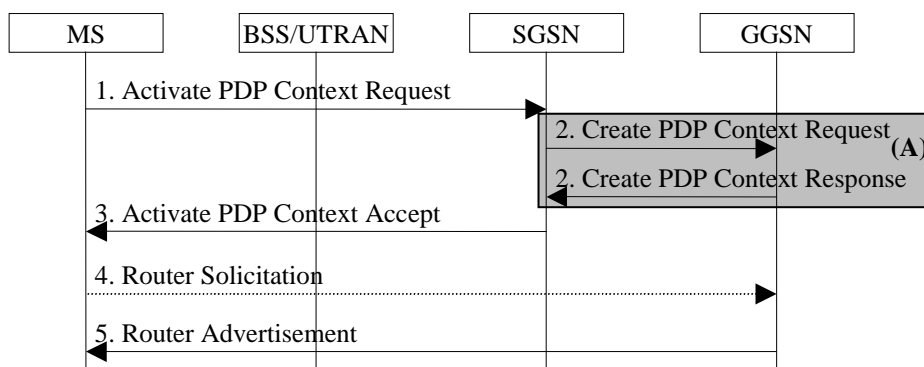 MS
BSS/UTRAN
SGSN
GGSN
1. Activate PDP Context Request
2. Create PDP Context Request
(A)
2. Create PDP Context Response
3. Activate PDP Context Accept
4. Router Solicitation
5. Router Advertisement